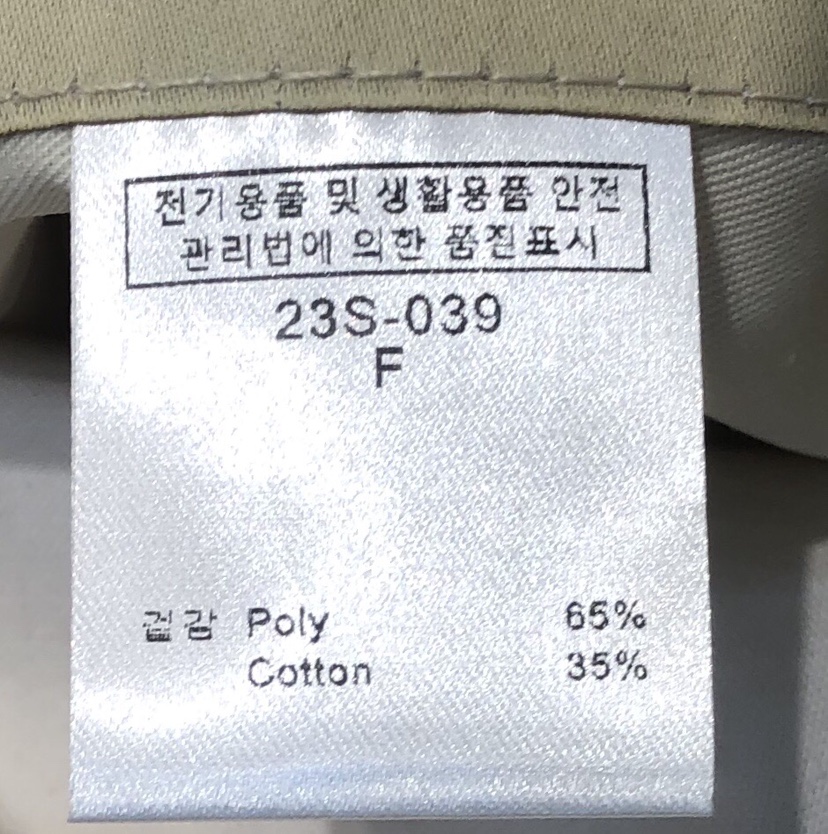 전기용품 및 생활용품 안전
관리법에 의한 품질표시
23S-039
F
겉감 Poly 65%
Cotton 35%